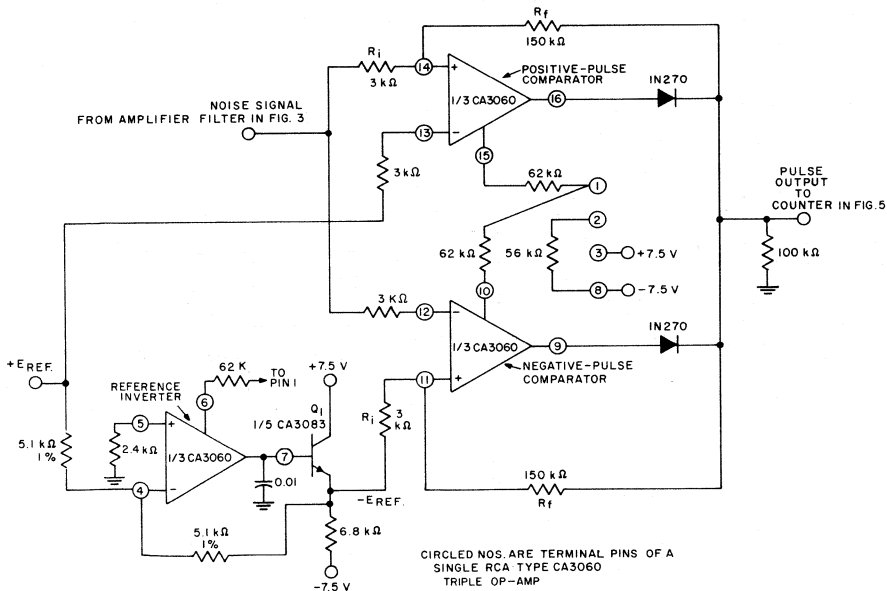 Rf
150 kΩ
Ri
3 kΩ
14
+
POSITIVE-PULSE
COMPARATOR
1/3 CA3060
16
1N270
NOISE SIGNAL
FROM AMPLIFIER FILTER IN FIG. 3
13
–
15
3 kΩ
62 kΩ
1
PULSE
OUTPUT
TO
COUNTER IN FIG.5
2
62 kΩ
56 kΩ
3
+7.5 V
100 kΩ
10
8
–7.5 V
3 KΩ
12
–
1/3 CA3060
9
1N270
+EREF.
62 K
TO
PIN 1
+7.5 V
11
+
NEGATIVE-PULSE
COMPARATOR
REFERENCE
INVERTER
6
Q1
1/5 CA3083
Ri
3
kΩ
5
+
5.1 kΩ
1%
2.4kΩ
1/3 CA3060
7
4
–
0.01
–EREF.
150 kΩ
Rf
5.1 kΩ
1%
6.8 kΩ
–7.5 V
CIRCLED NOS. ARE TERMINAL PINS OF A
SINGLE RCA TYPE CA3060
TRIPLE OP-AMP